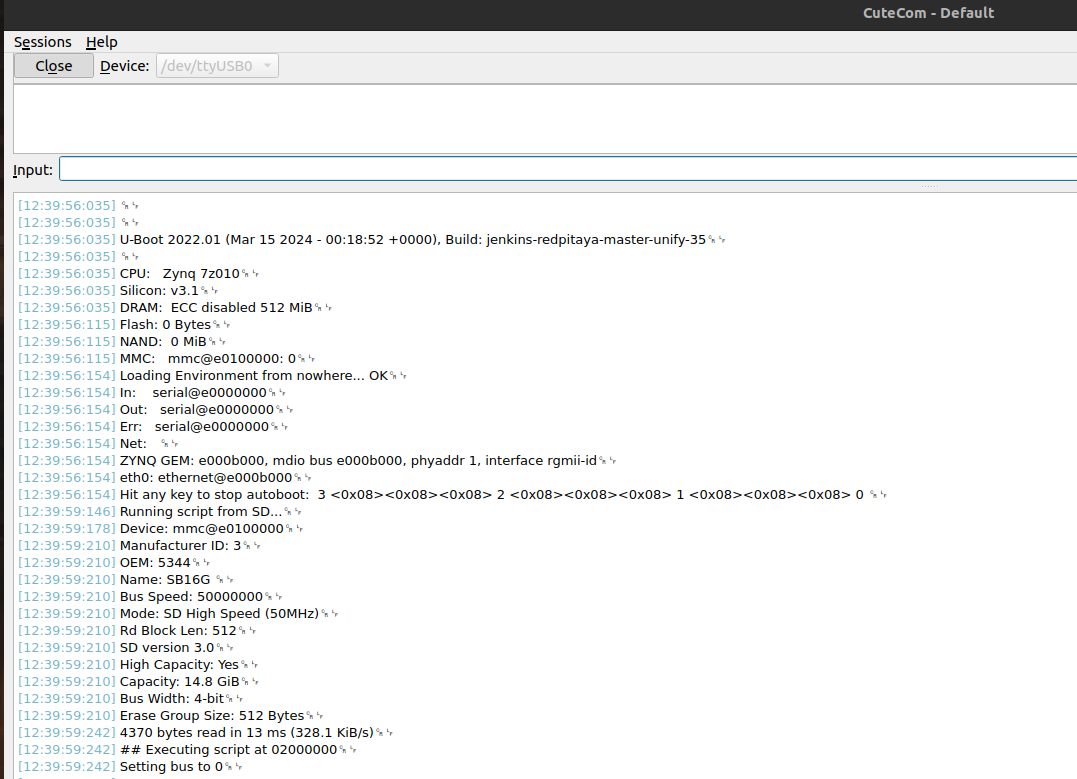 CuteCom - Default
Sessions Help
Close Device: /dev/ttyUSB0
Input:
[12:39:56:035] ␍␊
[12:39:56:035] ␍␊
[12:39:56:035] U-Boot 2022.01 (Mar 15 2024 - 00:18:52 +0000), Build: jenkins-redpitaya-master-unify-35␍␊
[12:39:56:035] ␍␊
[12:39:56:035] CPU:   Zynq 7z010␍␊
[12:39:56:035] Silicon: v3.1␍␊
[12:39:56:035] DRAM:  ECC disabled 512 MiB␍␊
[12:39:56:115] Flash: 0 Bytes␍␊
[12:39:56:115] NAND:  0 MiB␍␊
[12:39:56:115] MMC:   mmc@e0100000: 0␍␊
[12:39:56:154] Loading Environment from nowhere... OK␍␊
[12:39:56:154] In:    serial@e0000000␍␊
[12:39:56:154] Out:   serial@e0000000␍␊
[12:39:56:154] Err:   serial@e0000000␍␊
[12:39:56:154] Net:   ␍␊
[12:39:56:154] ZYNQ GEM: e000b000, mdio bus e000b000, phyaddr 1, interface rgmii-id␍␊
[12:39:56:154] eth0: ethernet@e000b000␍␊
[12:39:56:154] Hit any key to stop autoboot:  3 <0x08><0x08><0x08> 2 <0x08><0x08><0x08> 1 <0x08><0x08><0x08> 0 ␍␊
[12:39:59:146] Running script from SD...␍␊
[12:39:59:178] Device: mmc@e0100000␍␊
[12:39:59:210] Manufacturer ID: 3␍␊
[12:39:59:210] OEM: 5344␍␊
[12:39:59:210] Name: SB16G ␍␊
[12:39:59:210] Bus Speed: 50000000␍␊
[12:39:59:210] Mode: SD High Speed (50MHz)␍␊
[12:39:59:210] Rd Block Len: 512␍␊
[12:39:59:210] SD version 3.0␍␊
[12:39:59:210] High Capacity: Yes␍␊
[12:39:59:210] Capacity: 14.8 GiB␍␊
[12:39:59:210] Bus Width: 4-bit␍␊
[12:39:59:210] Erase Group Size: 512 Bytes␍␊
[12:39:59:242] 4370 bytes read in 13 ms (328.1 KiB/s)␍␊
[12:39:59:242] ## Executing script at 02000000␍␊
[12:39:59:242] Setting bus to 0␍␊